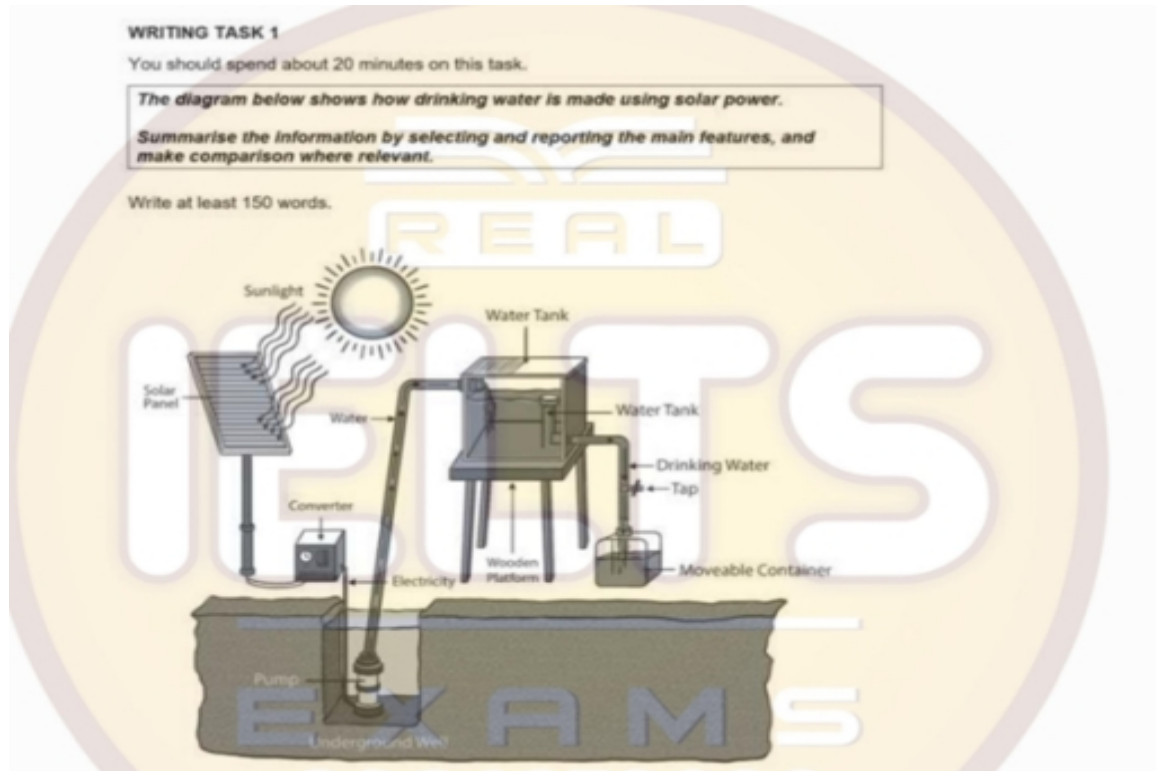 WRITING TASK 1
You should spend about 20 minutes on this task.
The diagram below shows how drinking water is made using solar power.
Summarise the information by selecting and reporting the main features, and
make comparison where relevant.
Write at least 150 words.
REAL
IELTS
EXAMS
Sunlight
Water Tank
Solar
Panel
Water
Water Tank
Drinking Water
Tap
Converter
Wooden
Platform
Electricity
Moveable Container
Pump
Underground Well